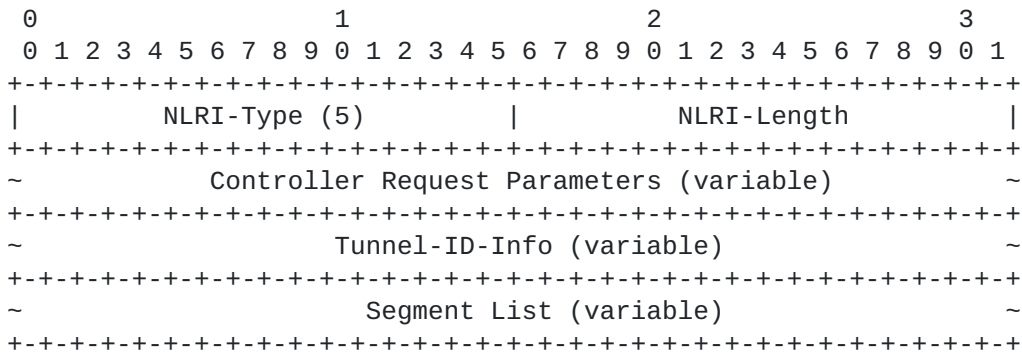 0                   1                   2                   3
 0 1 2 3 4 5 6 7 8 9 0 1 2 3 4 5 6 7 8 9 0 1 2 3 4 5 6 7 8 9 0 1
+-+-+-+-+-+-+-+-+-+-+-+-+-+-+-+-+-+-+-+-+-+-+-+-+-+-+-+-+-+-+-+-+
|         NLRI-Type (5)         |          NLRI-Length          |
+-+-+-+-+-+-+-+-+-+-+-+-+-+-+-+-+-+-+-+-+-+-+-+-+-+-+-+-+-+-+-+-+
~            Controller Request Parameters (variable)           ~
+-+-+-+-+-+-+-+-+-+-+-+-+-+-+-+-+-+-+-+-+-+-+-+-+-+-+-+-+-+-+-+-+
~                    Tunnel-ID-Info (variable)                  ~
+-+-+-+-+-+-+-+-+-+-+-+-+-+-+-+-+-+-+-+-+-+-+-+-+-+-+-+-+-+-+-+-+
~                      Segment List (variable)                  ~
+-+-+-+-+-+-+-+-+-+-+-+-+-+-+-+-+-+-+-+-+-+-+-+-+-+-+-+-+-+-+-+-+